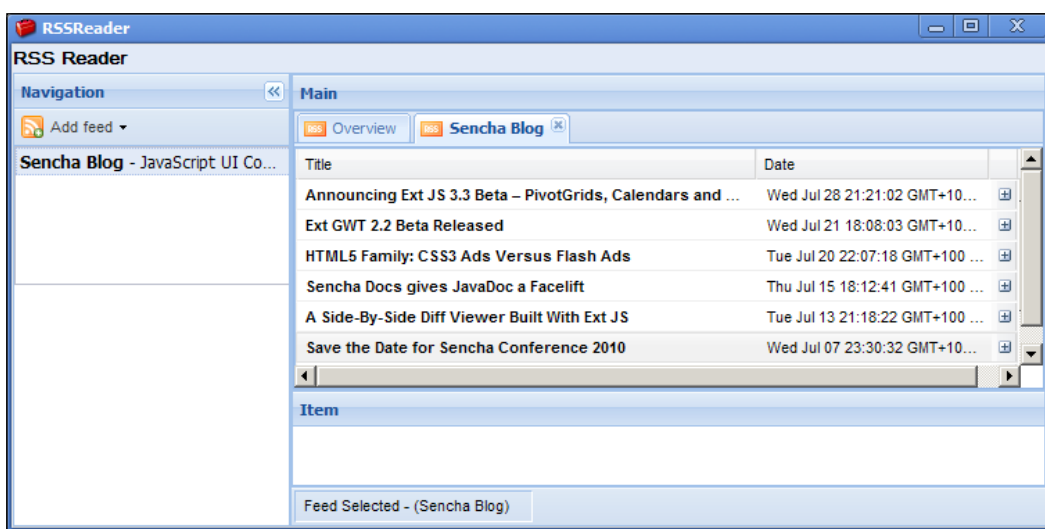 RSSReader
RSS Reader
Navigation
Add feed
Sencha Blog - JavaScript UI Co...
Main
RSS Overview RSS Sencha Blog
Title Date
Announcing Ext JS 3.3 Beta – PivotGrids, Calendars and ... Wed Jul 28 21:21:02 GMT+10...
Ext GWT 2.2 Beta Released Wed Jul 21 18:08:03 GMT+10...
HTML5 Family: CSS3 Ads Versus Flash Ads Tue Jul 20 22:07:18 GMT+100 ...
Sencha Docs gives JavaDoc a Facelift Thu Jul 15 18:12:41 GMT+100 ...
A Side-By-Side Diff Viewer Built With Ext JS Tue Jul 13 21:18:22 GMT+100 ...
Save the Date for Sencha Conference 2010 Wed Jul 07 23:30:32 GMT+10...
Item
Feed Selected - (Sencha Blog)